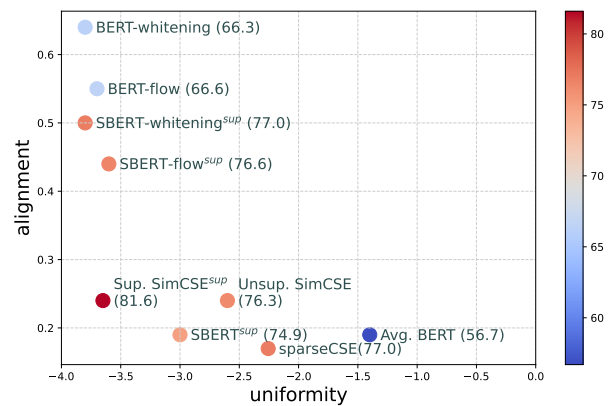 BERT-whitening (66.3)
BERT-flow (66.6)
SBERT-whitening^sup (77.0)
SBERT-flow^sup (76.6)
Sup. SimCSE^sup
(81.6)
Unsup. SimCSE
(76.3)
SBERT^sup (74.9)
Avg. BERT (56.7)
sparseCSE(77.0)
alignment
0.6
0.5
0.4
0.3
0.2
−4.0 −3.5 −3.0 −2.5 −2.0 −1.5 −1.0 −0.5 0.0
uniformity
80
75
70
65
60